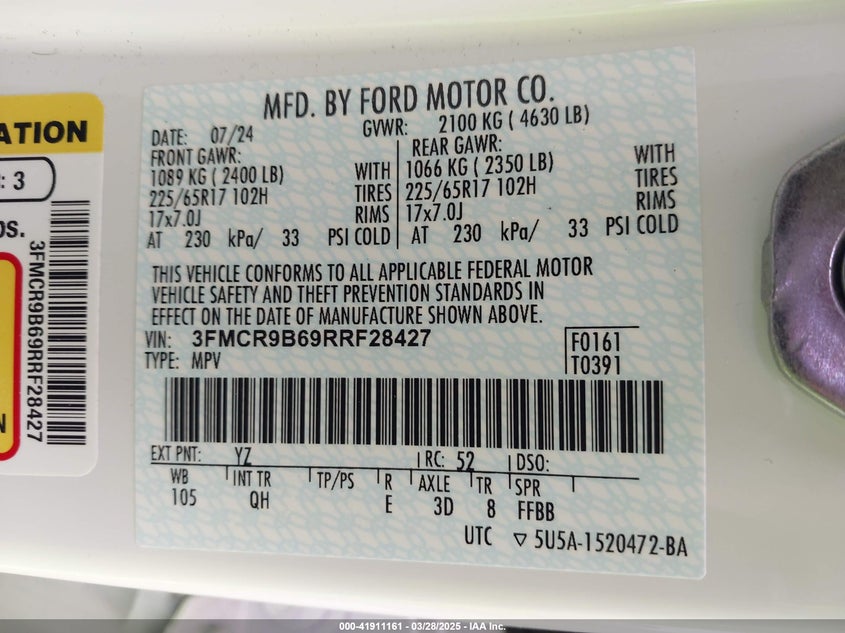 ATION
: 3
OS.
3FMCR9B69RRF28427
N
MFD. BY FORD MOTOR CO.
DATE: 07/24 GVWR: 2100 KG ( 4630 LB)
FRONT GAWR: REAR GAWR:
1089 KG ( 2400 LB) WITH 1066 KG ( 2350 LB) WITH
225/65R17 102H TIRES 225/65R17 102H TIRES
17x7.0J RIMS 17x7.0J RIMS
AT 230 kPa/ 33 PSI COLD AT 230 kPa/ 33 PSI COLD
THIS VEHICLE CONFORMS TO ALL APPLICABLE FEDERAL MOTOR
VEHICLE SAFETY AND THEFT PREVENTION STANDARDS IN
EFFECT ON THE DATE OF MANUFACTURE SHOWN ABOVE.
VIN: 3FMCR9B69RRF28427 F0161
TYPE: MPV T0391
EXT PNT: YZ RC: 52 DSO:
WB INT TR TP/PS R AXLE TR SPR
105 QH E 3D 8 FFBB
UTC ▽ 5U5A-1520472-BA
000-41911161 - 03/28/2025 - IAA Inc.